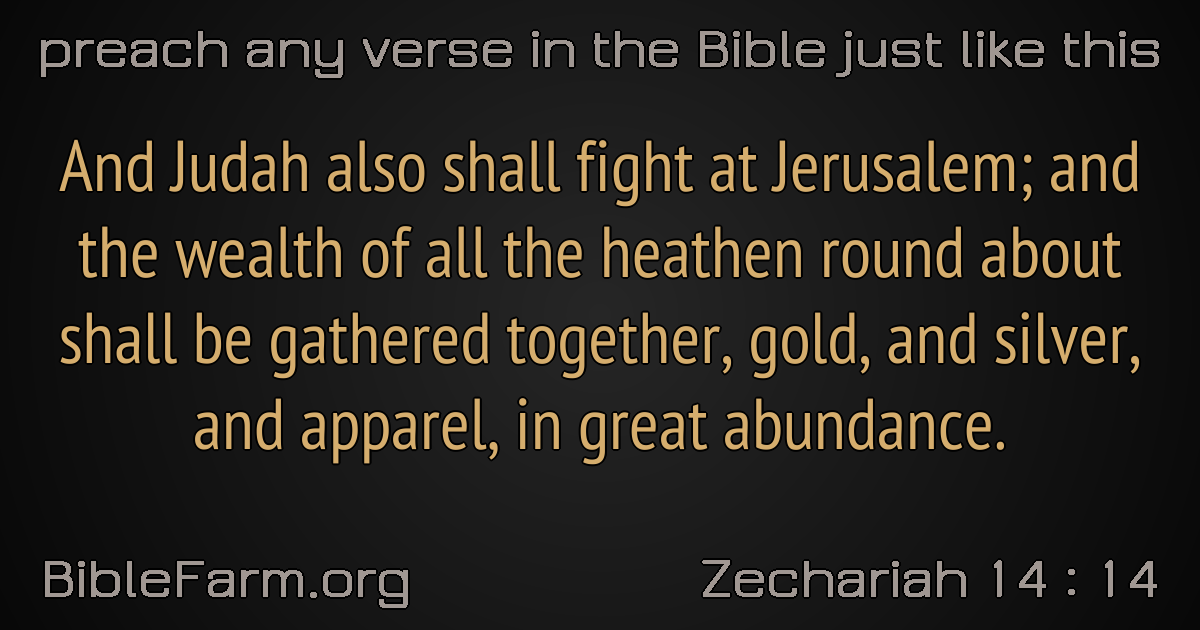 preach any verse in the Bible just like this
And Judah also shall fight at Jerusalem; and
the wealth of all the heathen round about
shall be gathered together, gold, and silver,
and apparel, in great abundance.
BibleFarm.org
Zechariah 14 : 14